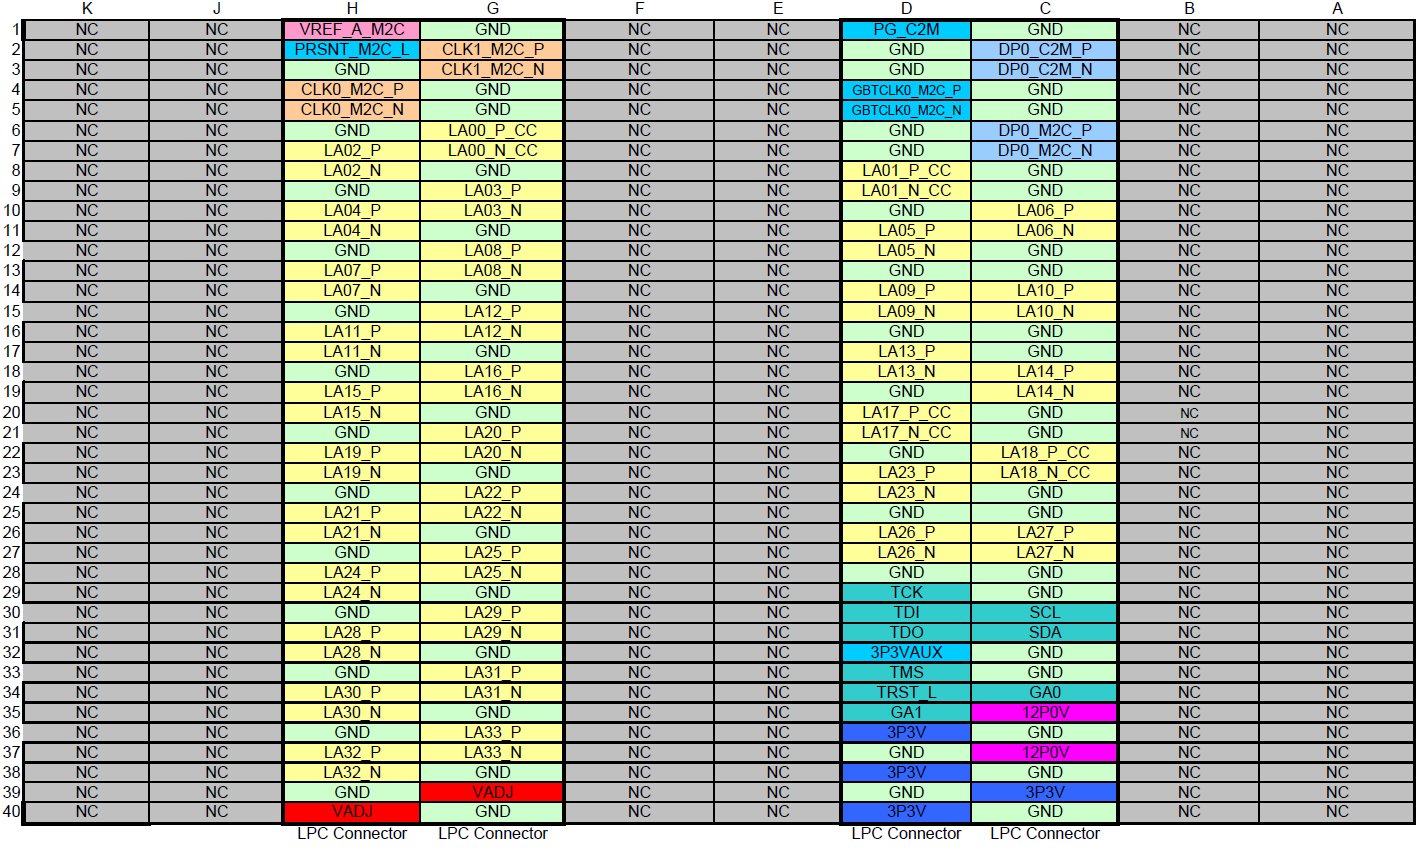 K J H G F E D C B A
1 NC NC VREF_A_M2C GND NC NC PG_C2M GND NC NC
2 NC NC PRSNT_M2C_L CLK1_M2C_P NC NC GND DP0_C2M_P NC NC
3 NC NC GND CLK1_M2C_N NC NC GND DP0_C2M_N NC NC
4 NC NC CLK0_M2C_P GND NC NC GBTCLK0_M2C_P GND NC NC
5 NC NC CLK0_M2C_N GND NC NC GBTCLK0_M2C_N GND NC NC
6 NC NC GND LA00_P_CC NC NC GND DP0_M2C_P NC NC
7 NC NC LA02_P LA00_N_CC NC NC GND DP0_M2C_N NC NC
8 NC NC LA02_N GND NC NC LA01_P_CC GND NC NC
9 NC NC GND LA03_P NC NC LA01_N_CC GND NC NC
10 NC NC LA04_P LA03_N NC NC GND LA06_P NC NC
11 NC NC LA04_N GND NC NC LA05_P LA06_N NC NC
12 NC NC GND LA08_P NC NC LA05_N GND NC NC
13 NC NC LA07_P LA08_N NC NC GND GND NC NC
14 NC NC LA07_N GND NC NC LA09_P LA10_P NC NC
15 NC NC GND LA12_P NC NC LA09_N LA10_N NC NC
16 NC NC LA11_P LA12_N NC NC GND GND NC NC
17 NC NC LA11_N GND NC NC LA13_P GND NC NC
18 NC NC GND LA16_P NC NC LA13_N LA14_P NC NC
19 NC NC LA15_P LA16_N NC NC GND LA14_N NC NC
20 NC NC LA15_N GND NC NC LA17_P_CC GND NC NC
21 NC NC GND LA20_P NC NC LA17_N_CC GND NC NC
22 NC NC LA19_P LA20_N NC NC GND LA18_P_CC NC NC
23 NC NC LA19_N GND NC NC LA23_P LA18_N_CC NC NC
24 NC NC GND LA22_P NC NC LA23_N GND NC NC
25 NC NC LA21_P LA22_N NC NC GND GND NC NC
26 NC NC LA21_N GND NC NC LA26_P LA27_P NC NC
27 NC NC GND LA25_P NC NC LA26_N LA27_N NC NC
28 NC NC LA24_P LA25_N NC NC GND GND NC NC
29 NC NC LA24_N GND NC NC TCK GND NC NC
30 NC NC GND LA29_P NC NC TDI SCL NC NC
31 NC NC LA28_P LA29_N NC NC TDO SDA NC NC
32 NC NC LA28_N GND NC NC 3P3VAUX GND NC NC
33 NC NC GND LA31_P NC NC TMS GND NC NC
34 NC NC LA30_P LA31_N NC NC TRST_L GA0 NC NC
35 NC NC LA30_N GND NC NC GA1 12P0V NC NC
36 NC NC GND LA33_P NC NC 3P3V GND NC NC
37 NC NC LA32_P LA33_N NC NC GND 12P0V NC NC
38 NC NC LA32_N GND NC NC 3P3V GND NC NC
39 NC NC GND VADJ NC NC GND 3P3V NC NC
40 NC NC VADJ GND NC NC 3P3V GND NC NC
LPC Connector LPC Connector LPC Connector LPC Connector